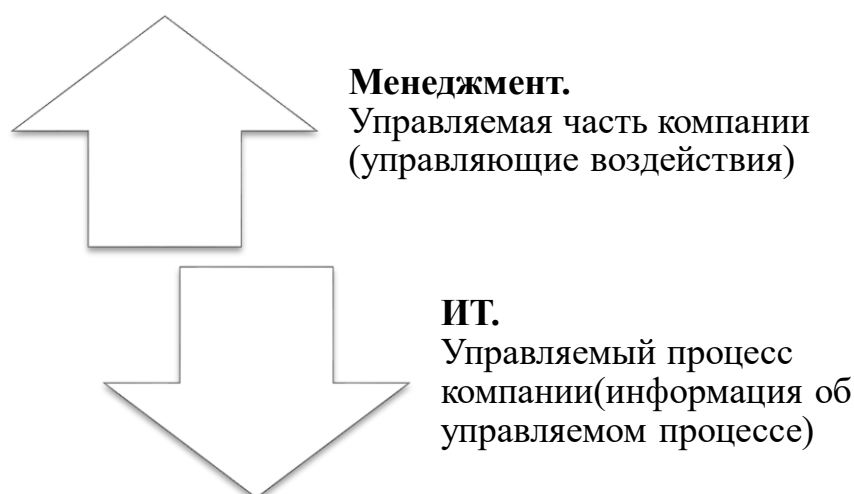 Менеджмент.
Управляемая часть компании
(управляющие воздействия)
ИТ.
Управляемый процесс
компании(информация об
управляемом процессе)